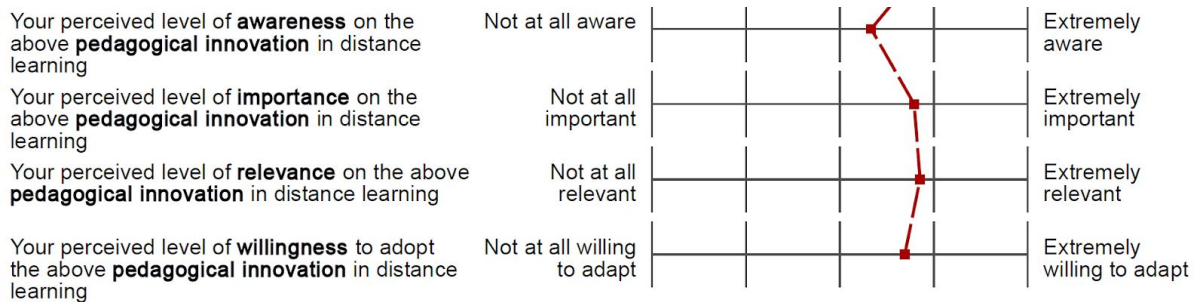 Your perceived level of awareness on the
above pedagogical innovation in distance
learning
Not at all aware
Extremely
aware
Your perceived level of importance on the
above pedagogical innovation in distance
learning
Not at all
important
Extremely
important
Your perceived level of relevance on the above
pedagogical innovation in distance learning
Not at all
relevant
Extremely
relevant
Your perceived level of willingness to adopt
the above pedagogical innovation in distance
learning
Not at all willing
to adapt
Extremely
willing to adapt